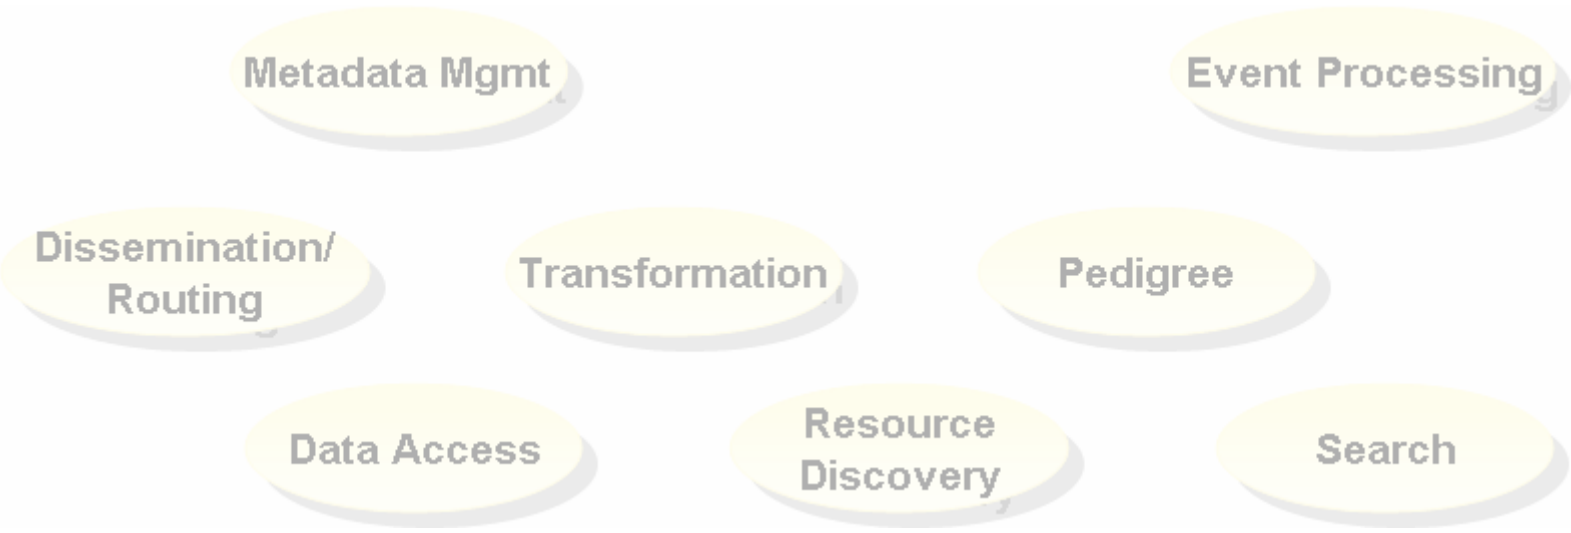 Metadata Mgmt
Event Processing
Dissemination/
Routing
Transformation
Pedigree
Data Access
Resource
Discovery
Search